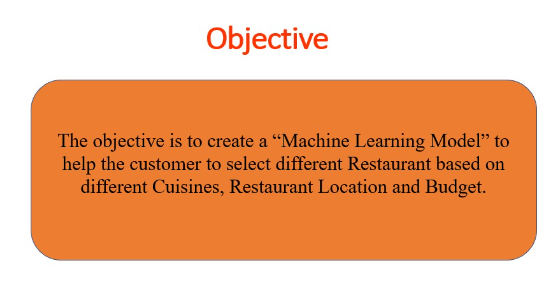 Objective
The objective is to create a “Machine Learning Model” to
help the customer to select different Restaurant based on
different Cuisines, Restaurant Location and Budget.